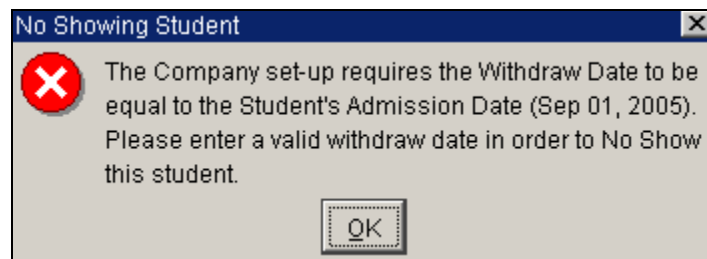 No Showing Student
The Company set-up requires the Withdraw Date to be
equal to the Student's Admission Date (Sep 01, 2005).
Please enter a valid withdraw date in order to No Show
this student.
OK